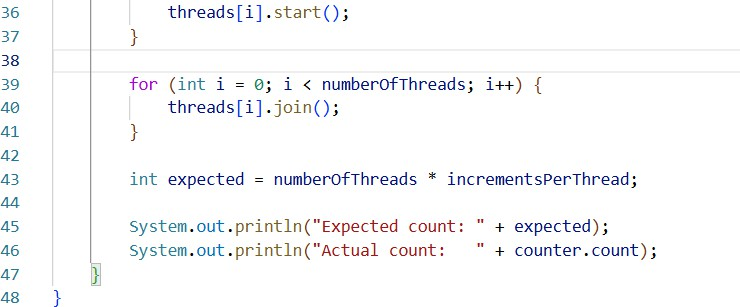 36 threads[i].start();
37 }
38
39 for (int i = 0; i < numberOfThreads; i++) {
40 threads[i].join();
41 }
42
43 int expected = numberOfThreads * incrementsPerThread;
44
45 System.out.println("Expected count: " + expected);
46 System.out.println("Actual count:   " + counter.count);
47 }
48 }